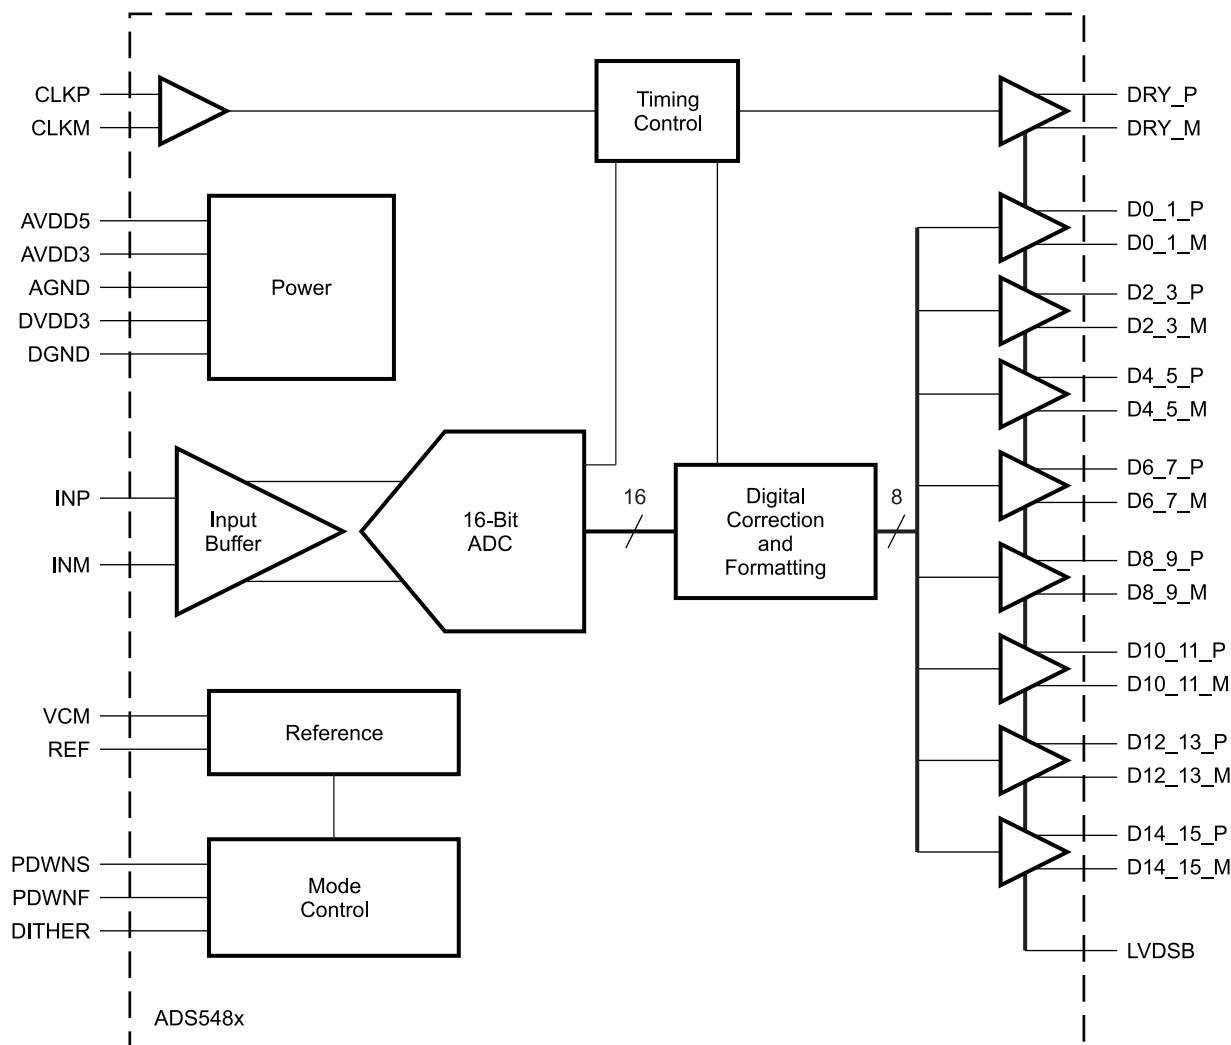 CLKP
CLKM
Timing
Control
DRY_P
DRY_M
AVDD5
AVDD3
AGND
DVDD3
DGND
Power
D0_1_P
D0_1_M
D2_3_P
D2_3_M
D4_5_P
D4_5_M
INP
INM
Input
Buffer
16-Bit
ADC
16
Digital
Correction
and
Formatting
8
D6_7_P
D6_7_M
D8_9_P
D8_9_M
D10_11_P
D10_11_M
VCM
REF
Reference
D12_13_P
D12_13_M
PDWNS
PDWNF
DITHER
Mode
Control
D14_15_P
D14_15_M
LVDSB
ADS548x